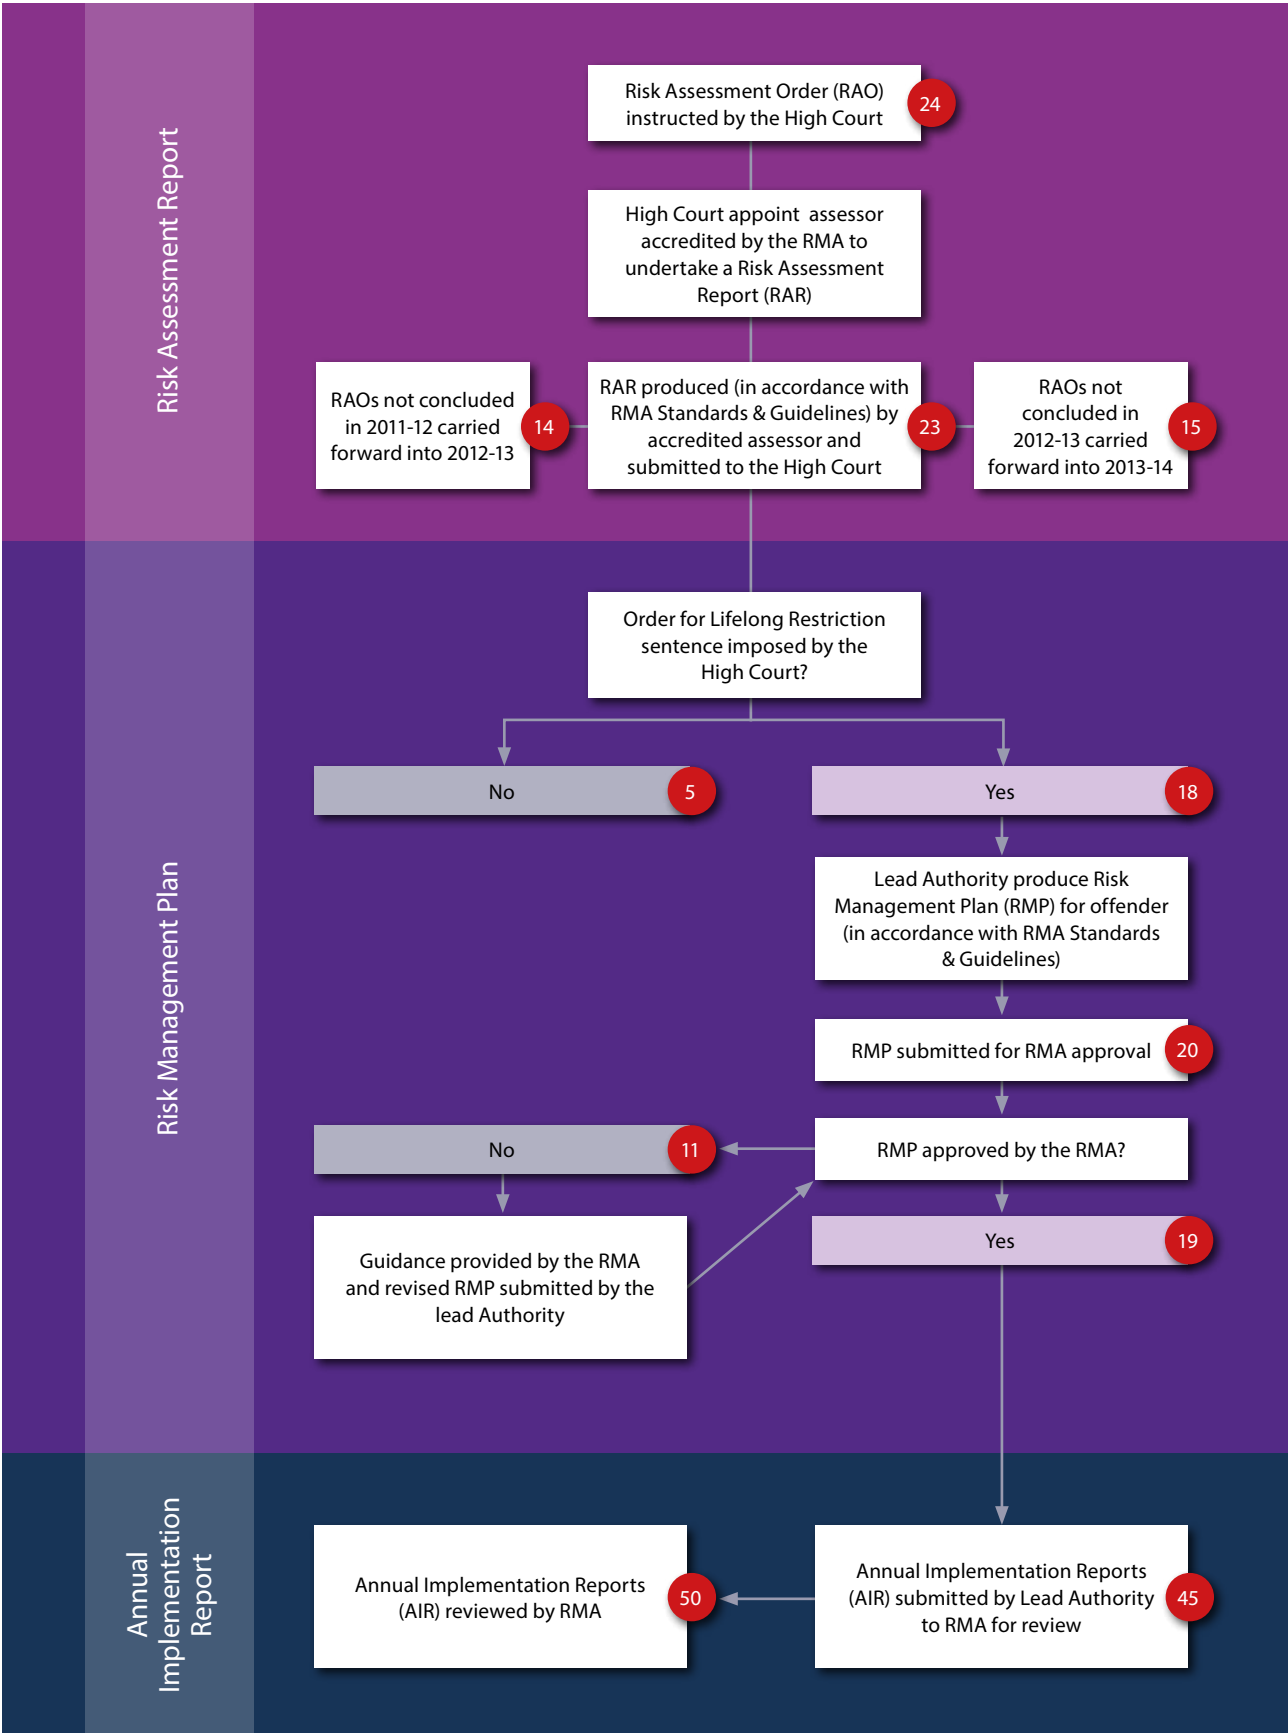 Risk Assessment Report
Risk Assessment Order (RAO)
instructed by the High Court
24
High Court appoint assessor
accredited by the RMA to
undertake a Risk Assessment
Report (RAR)
RAOs not concluded
in 2011-12 carried
forward into 2012-13
14
RAR produced (in accordance with
RMA Standards & Guidelines) by
accredited assessor and
submitted to the High Court
23
RAOs not
concluded in
2012-13 carried
forward into 2013-14
15
Risk Management Plan
Order for Lifelong Restriction
sentence imposed by the
High Court?
No
5
Yes
18
Lead Authority produce Risk
Management Plan (RMP) for offender
(in accordance with RMA Standards
& Guidelines)
RMP submitted for RMA approval
20
No
11
RMP approved by the RMA?
Guidance provided by the RMA
and revised RMP submitted by the
lead Authority
Yes
19
Annual
Implementation
Report
Annual Implementation Reports
(AIR) reviewed by RMA
50
Annual Implementation Reports
(AIR) submitted by Lead Authority
to RMA for review
45